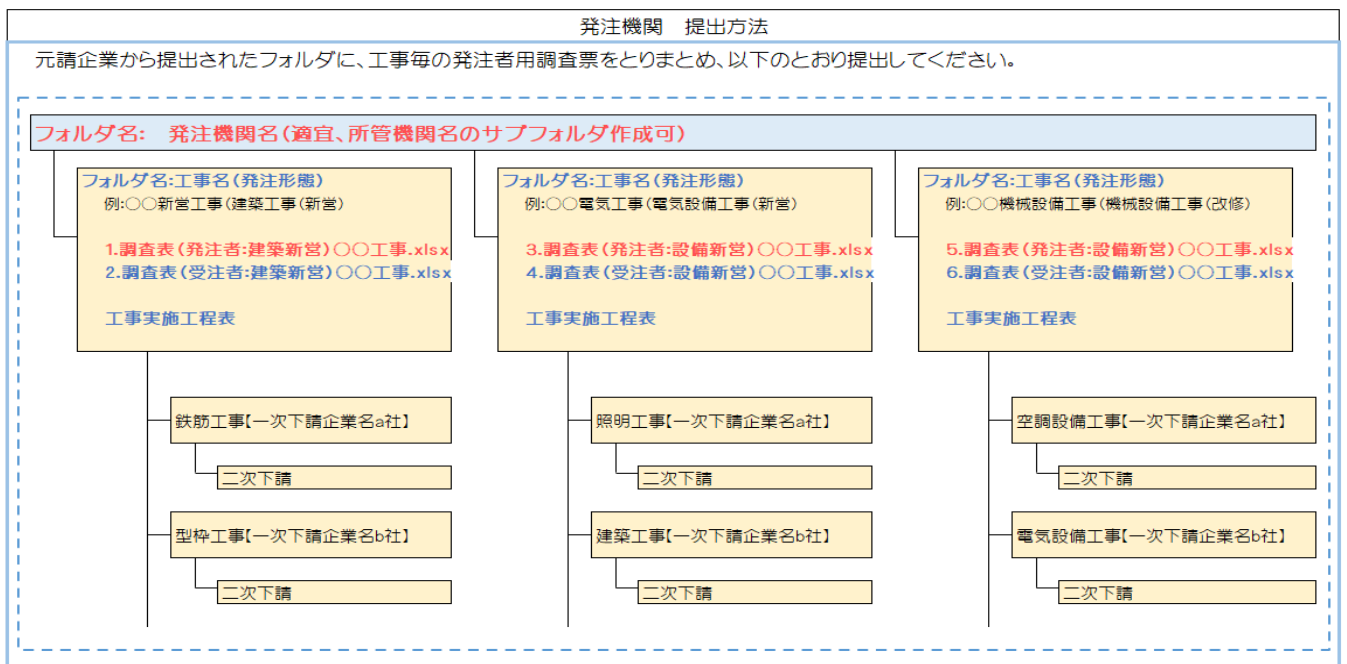 発注機関　提出方法
元請企業から提出されたフォルダに、工事毎の発注者用調査票をとりまとめ、以下のとおり提出してください。
フォルダ名:　発注機関名(適宜、所管機関名のサブフォルダ作成可)
フォルダ名:工事名(発注形態)
例:○○新営工事(建築工事(新営)
1.調査表(発注者:建築新営)○○工事.xlsx
2.調査表(受注者:建築新営)○○工事.xlsx
工事実施工程表
鉄筋工事【一次下請企業名a社】
二次下請
型枠工事【一次下請企業名b社】
二次下請
フォルダ名:工事名(発注形態)
例:○○電気工事(電気設備工事(新営)
3.調査表(発注者:設備新営)○○工事.xlsx
4.調査表(受注者:設備新営)○○工事.xlsx
工事実施工程表
照明工事【一次下請企業名a社】
二次下請
建築工事【一次下請企業名b社】
二次下請
フォルダ名:工事名(発注形態)
例:○○機械設備工事(機械設備工事(改修)
5.調査表(発注者:設備新営)○○工事.xlsx
6.調査表(受注者:設備新営)○○工事.xlsx
工事実施工程表
空調設備工事【一次下請企業名a社】
二次下請
電気設備工事【一次下請企業名b社】
二次下請